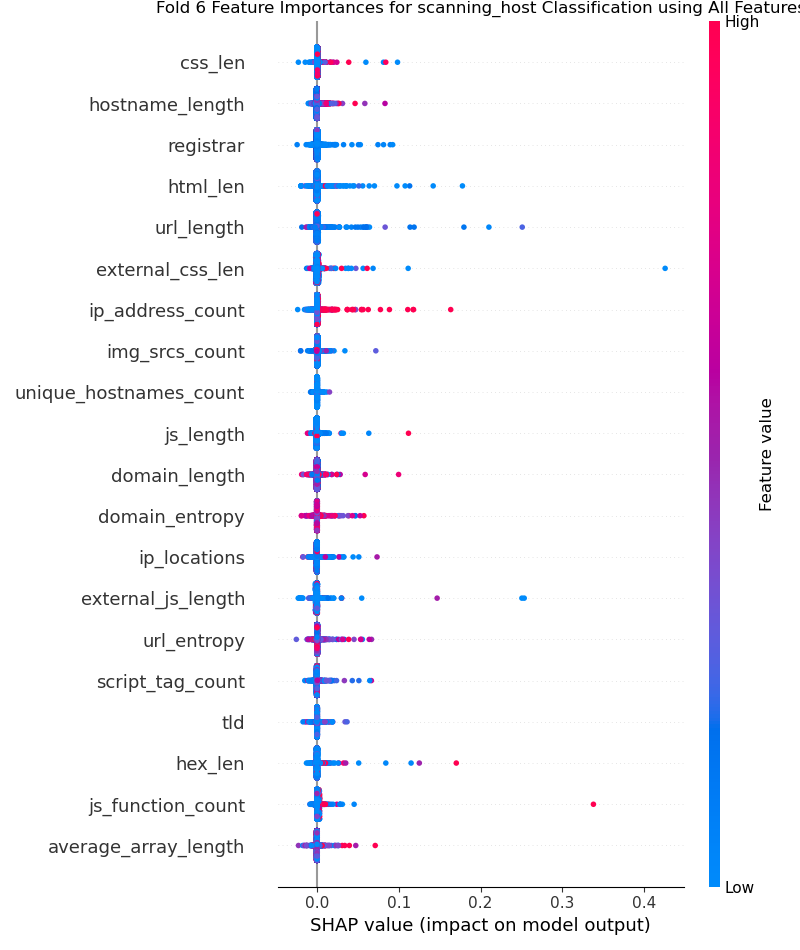 Fold 6 Feature Importances for scanning_host Classification using All Features
High
css_len
hostname_length
registrar
html_len
url_length
external_css_len
ip_address_count
img_srcs_count
unique_hostnames_count
js_length
domain_length
domain_entropy
ip_locations
external_js_length
url_entropy
script_tag_count
tld
hex_len
js_function_count
average_array_length
Feature value
Low
0.0 0.1 0.2 0.3 0.4
SHAP value (impact on model output)